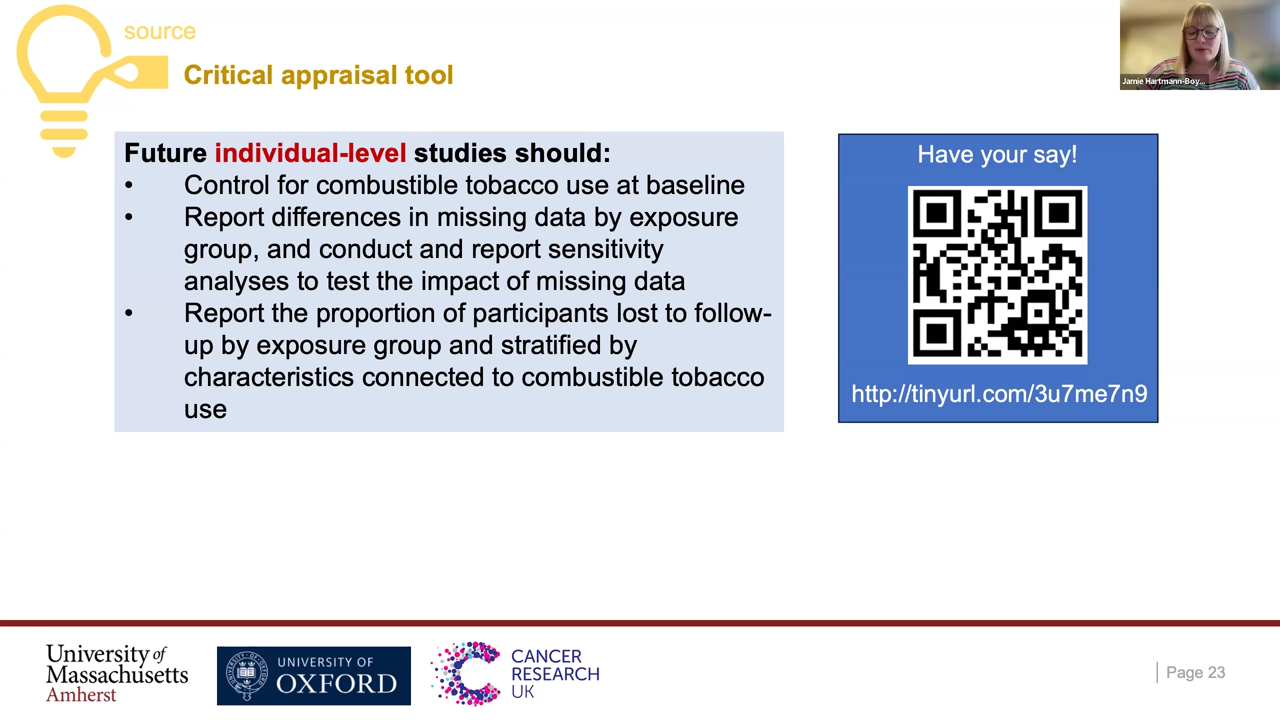 source
Critical appraisal tool
Jamie Hartmann-Boy...
Future individual-level studies should:
• Control for combustible tobacco use at baseline
• Report differences in missing data by exposure
group, and conduct and report sensitivity
analyses to test the impact of missing data
• Report the proportion of participants lost to follow-
up by exposure group and stratified by
characteristics connected to combustible tobacco
use
Have your say!
http://tinyurl.com/3u7me7n9
University of
Massachusetts
Amherst
UNIVERSITY OF
OXFORD
CANCER
RESEARCH
UK
Page 23